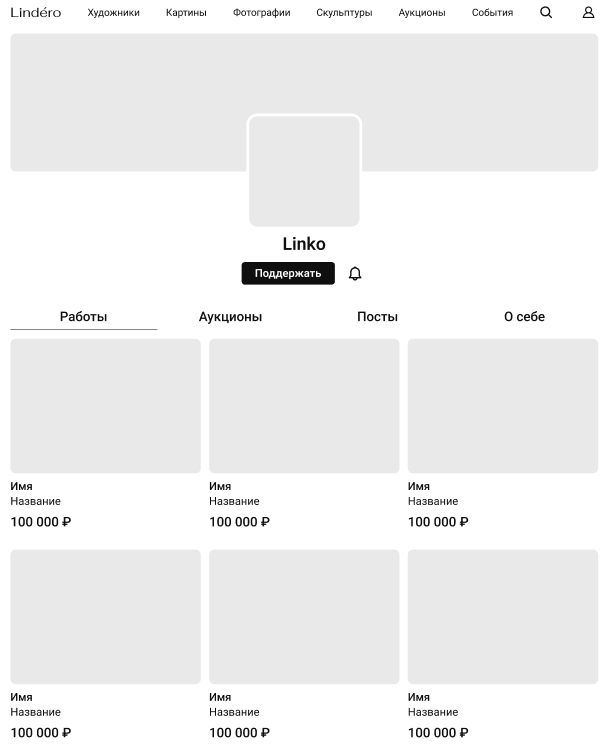 Lindéro Художники Картины Фотографии Скульптуры Аукционы События
Linko
Поддержать
Работы Аукционы Посты О себе
Имя Имя Имя
Название Название Название
100 000 ₽ 100 000 ₽ 100 000 ₽
Имя Имя Имя
Название Название Название
100 000 ₽ 100 000 ₽ 100 000 ₽